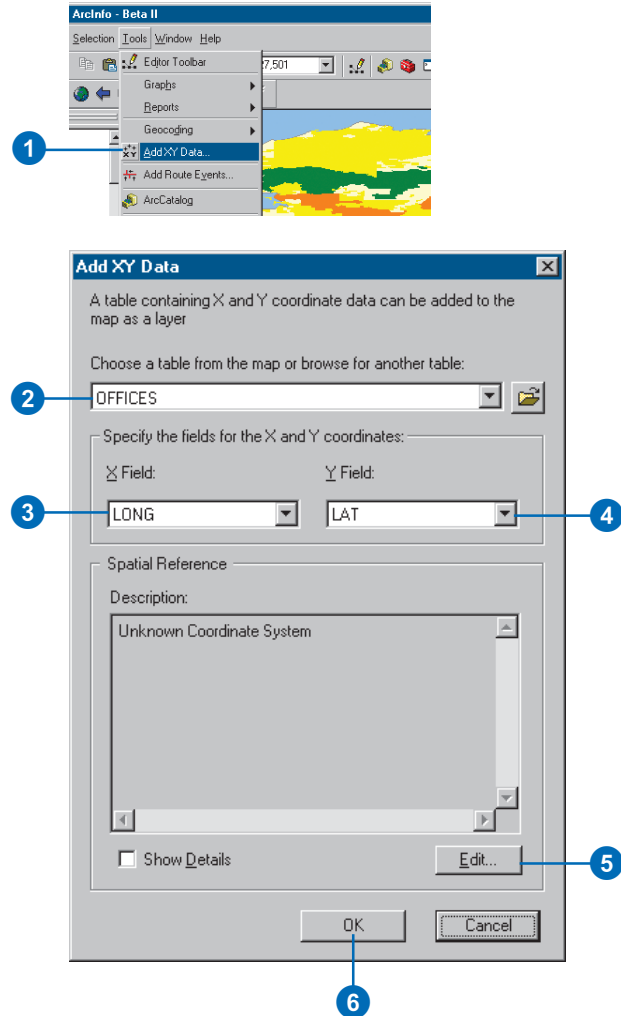 ArcInfo - Beta II
Selection Tools Window Help
Editor Toolbar
7,501
Graphs
Reports
Geocoding
1
Add XY Data...
Add Route Events...
ArcCatalog
Add XY Data
A table containing X and Y coordinate data can be added to the
map as a layer
Choose a table from the map or browse for another table:
2
OFFICES
Specify the fields for the X and Y coordinates:
X Field:
Y Field:
3
LONG
LAT
4
Spatial Reference
Description:
Unknown Coordinate System
Show Details
Edit...
5
OK
Cancel
6